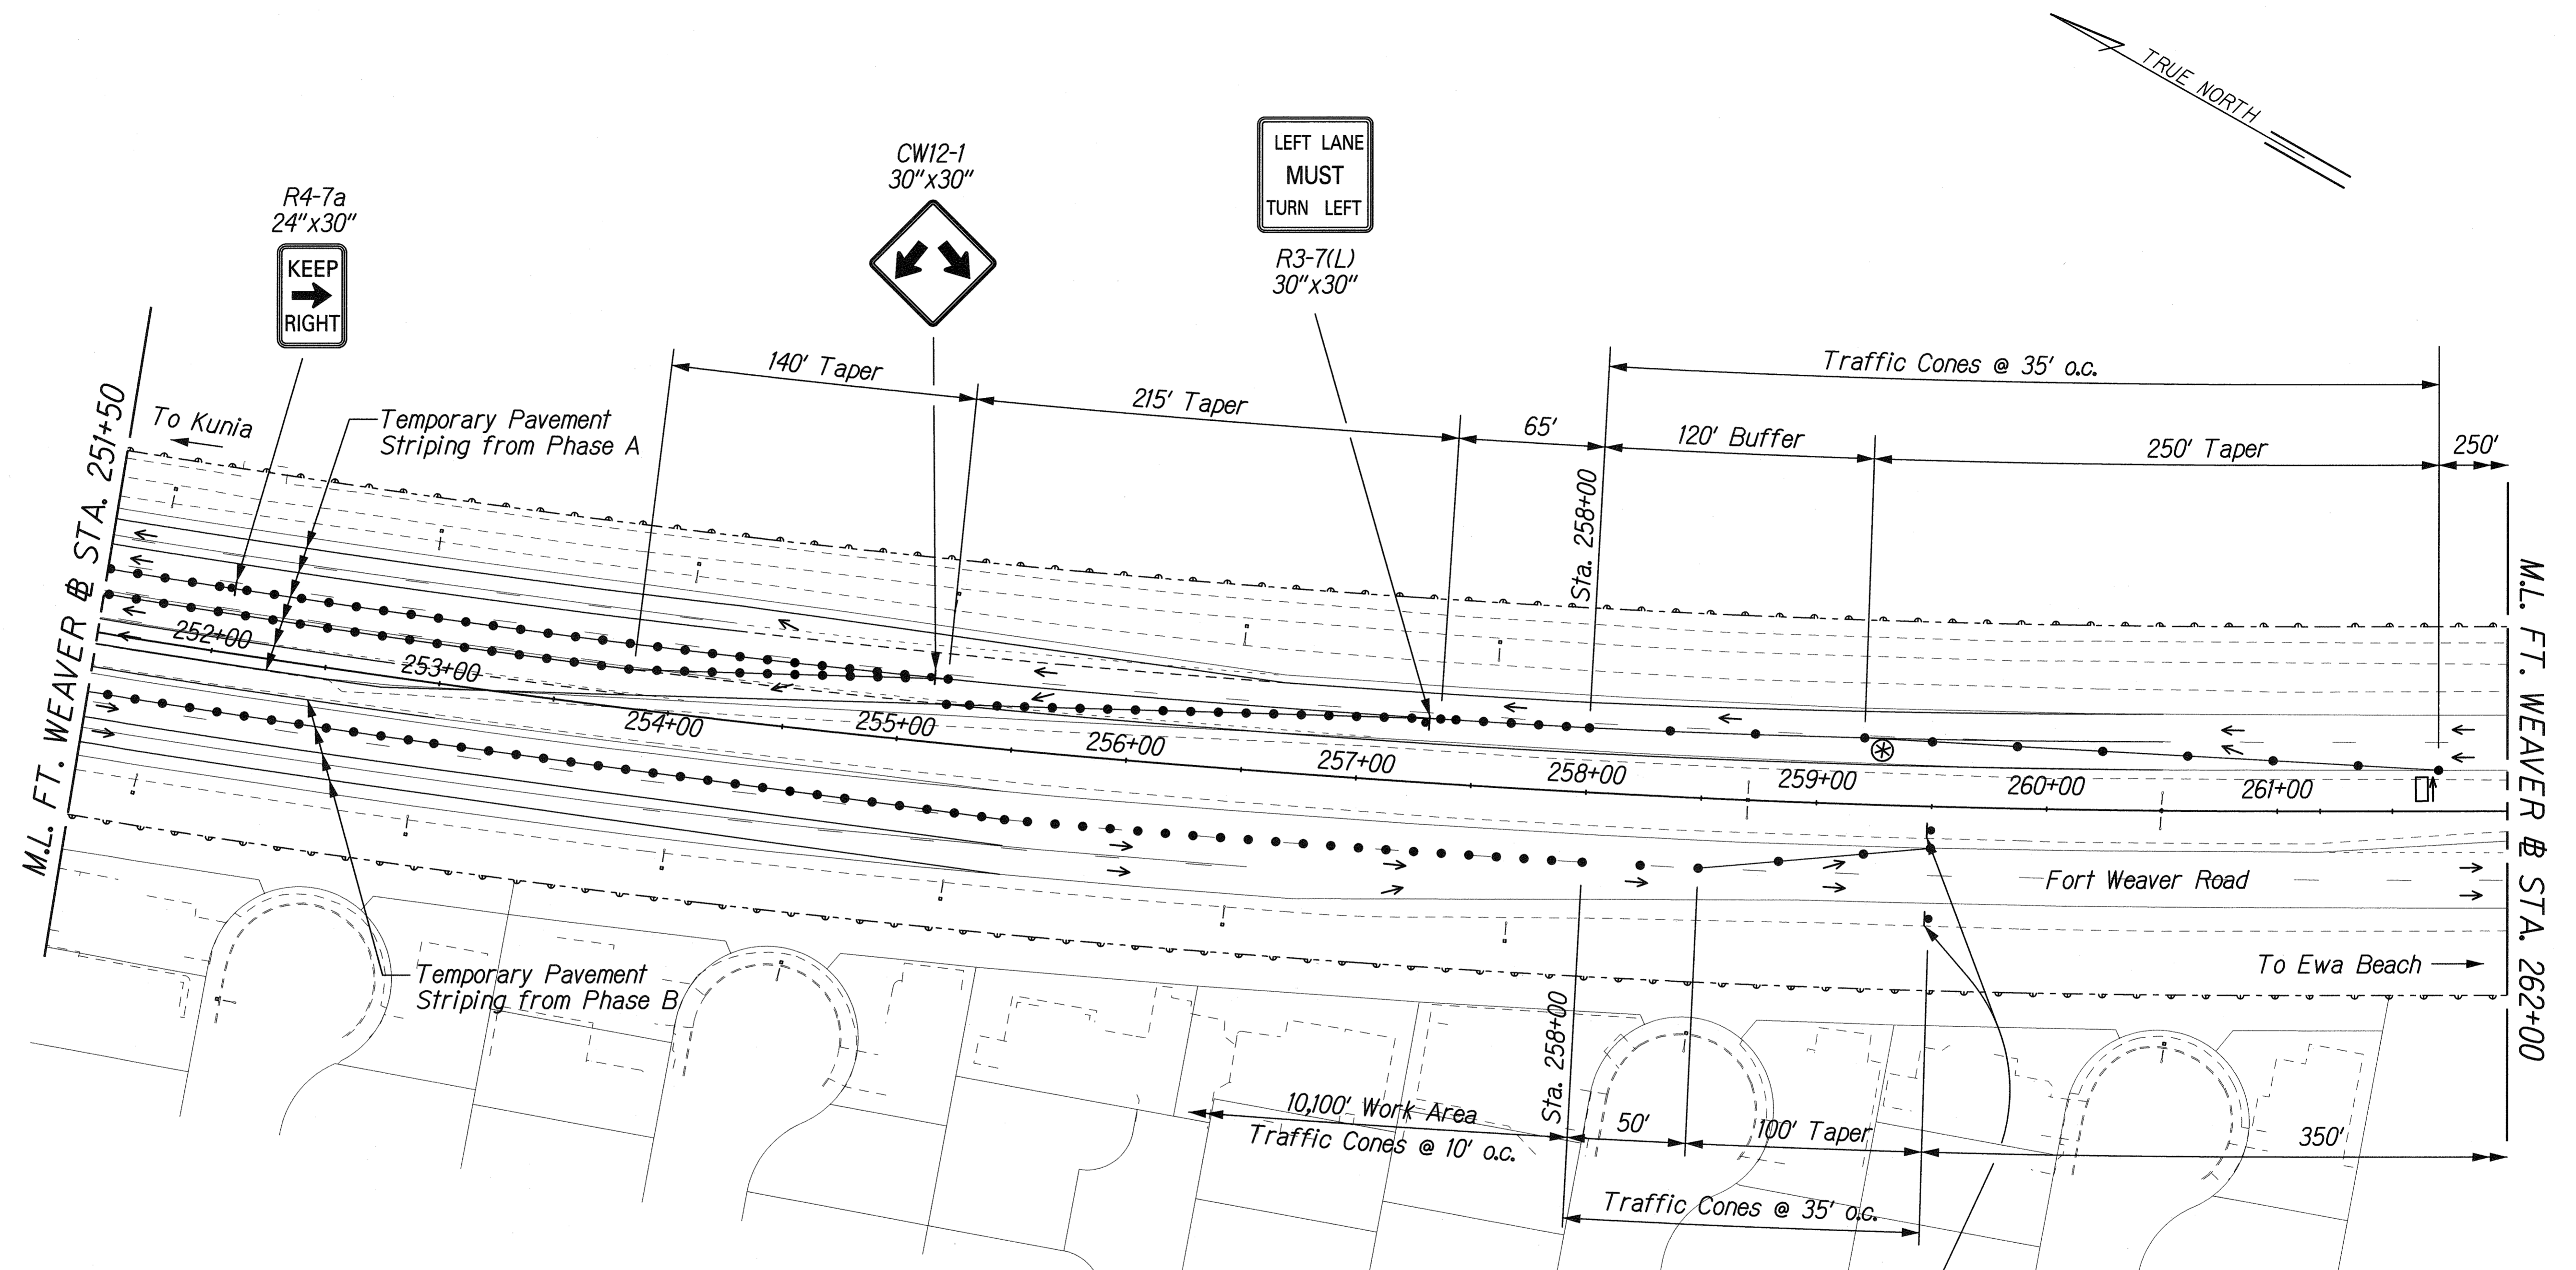 TRUE NORTH
LEFT LANE
MUST
TURN LEFT
R3-7(L)
30"x30"
CW12-1
30"x30"
R4-7a
24"x30"
KEEP
RIGHT
140' Taper
215' Taper
65'
Traffic Cones @ 35' o.c.
120' Buffer
250' Taper
250'
Sta. 258+00
To Kunia
Temporary Pavement
Striping from Phase A
M.L. FT. WEAVER ℄ STA. 251+50
252+00
253+00
254+00
255+00
256+00
257+00
258+00
259+00
260+00
261+00
M.L. FT. WEAVER ℄ STA. 262+00
Fort Weaver Road
To Ewa Beach
Temporary Pavement
Striping from Phase B
Sta. 258+00
10,100' Work Area
Traffic Cones @ 10' o.c.
50'
100' Taper
350'
Traffic Cones @ 35' o.c.